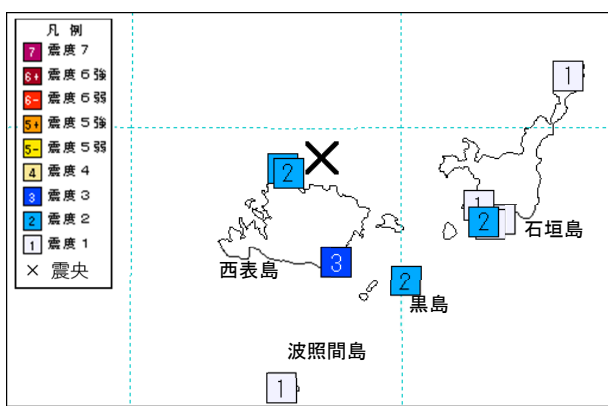 凡例
7 震度7
6+ 震度6強
6- 震度6弱
5+ 震度5強
5- 震度5弱
4 震度4
3 震度3
2 震度2
1 震度1
× 震央
1
2
1
2
石垣島
西表島
3
2
黒島
波照間島
1